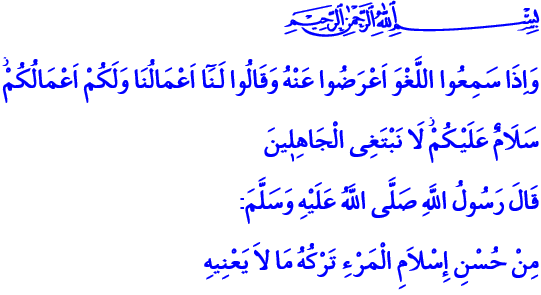 بِسْمِ اللّٰهِ الرَّحْمٰنِ الرَّحِيمِ
وَاِذَا سَمِعُوا اللَّغْوَ اَعْرَضُوا عَنْهُ وَقَالُوا لَـنَٓا اَعْمَالُنَا وَلَكُمْ اَعْمَالُكُمْۘ
سَلَامٌ عَلَيْكُمْۘ لَا نَبْتَغِي الْجَاهِلٖينَ
قَالَ رَسُولُ اللَّهِ صَلَّى اللَّهُ عَلَيْهِ وَسَلَّمَ:
مِنْ حُسْنِ إِسْلاَمِ الْمَرْءِ تَرْكُهُ مَا لاَ يَعْنِيهِ